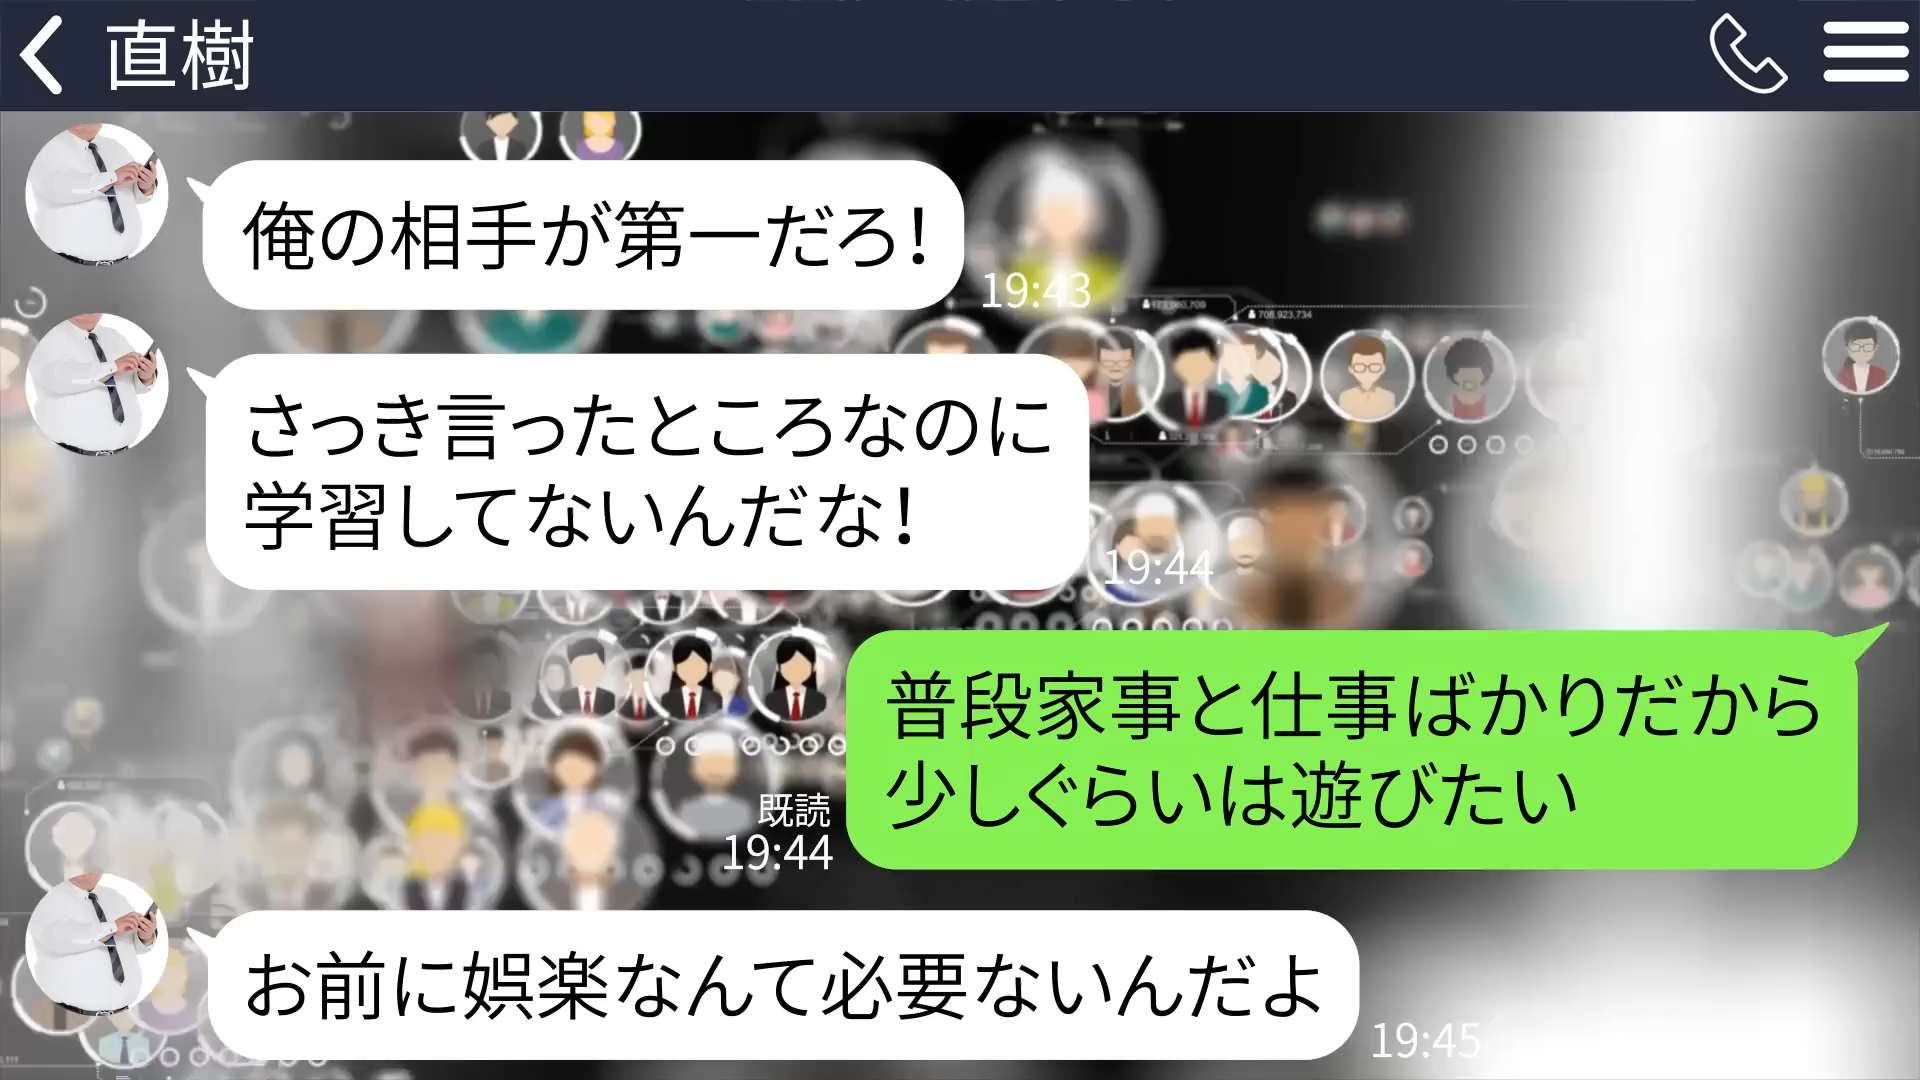 直樹
俺の相手が第一だろ！
19:43
さっき言ったところなのに
学習してないんだな！
19:44
普段家事と仕事ばかりだから
少しぐらいは遊びたい
既読
19:44
お前に娯楽なんて必要ないんだよ
19:45
708,923,734